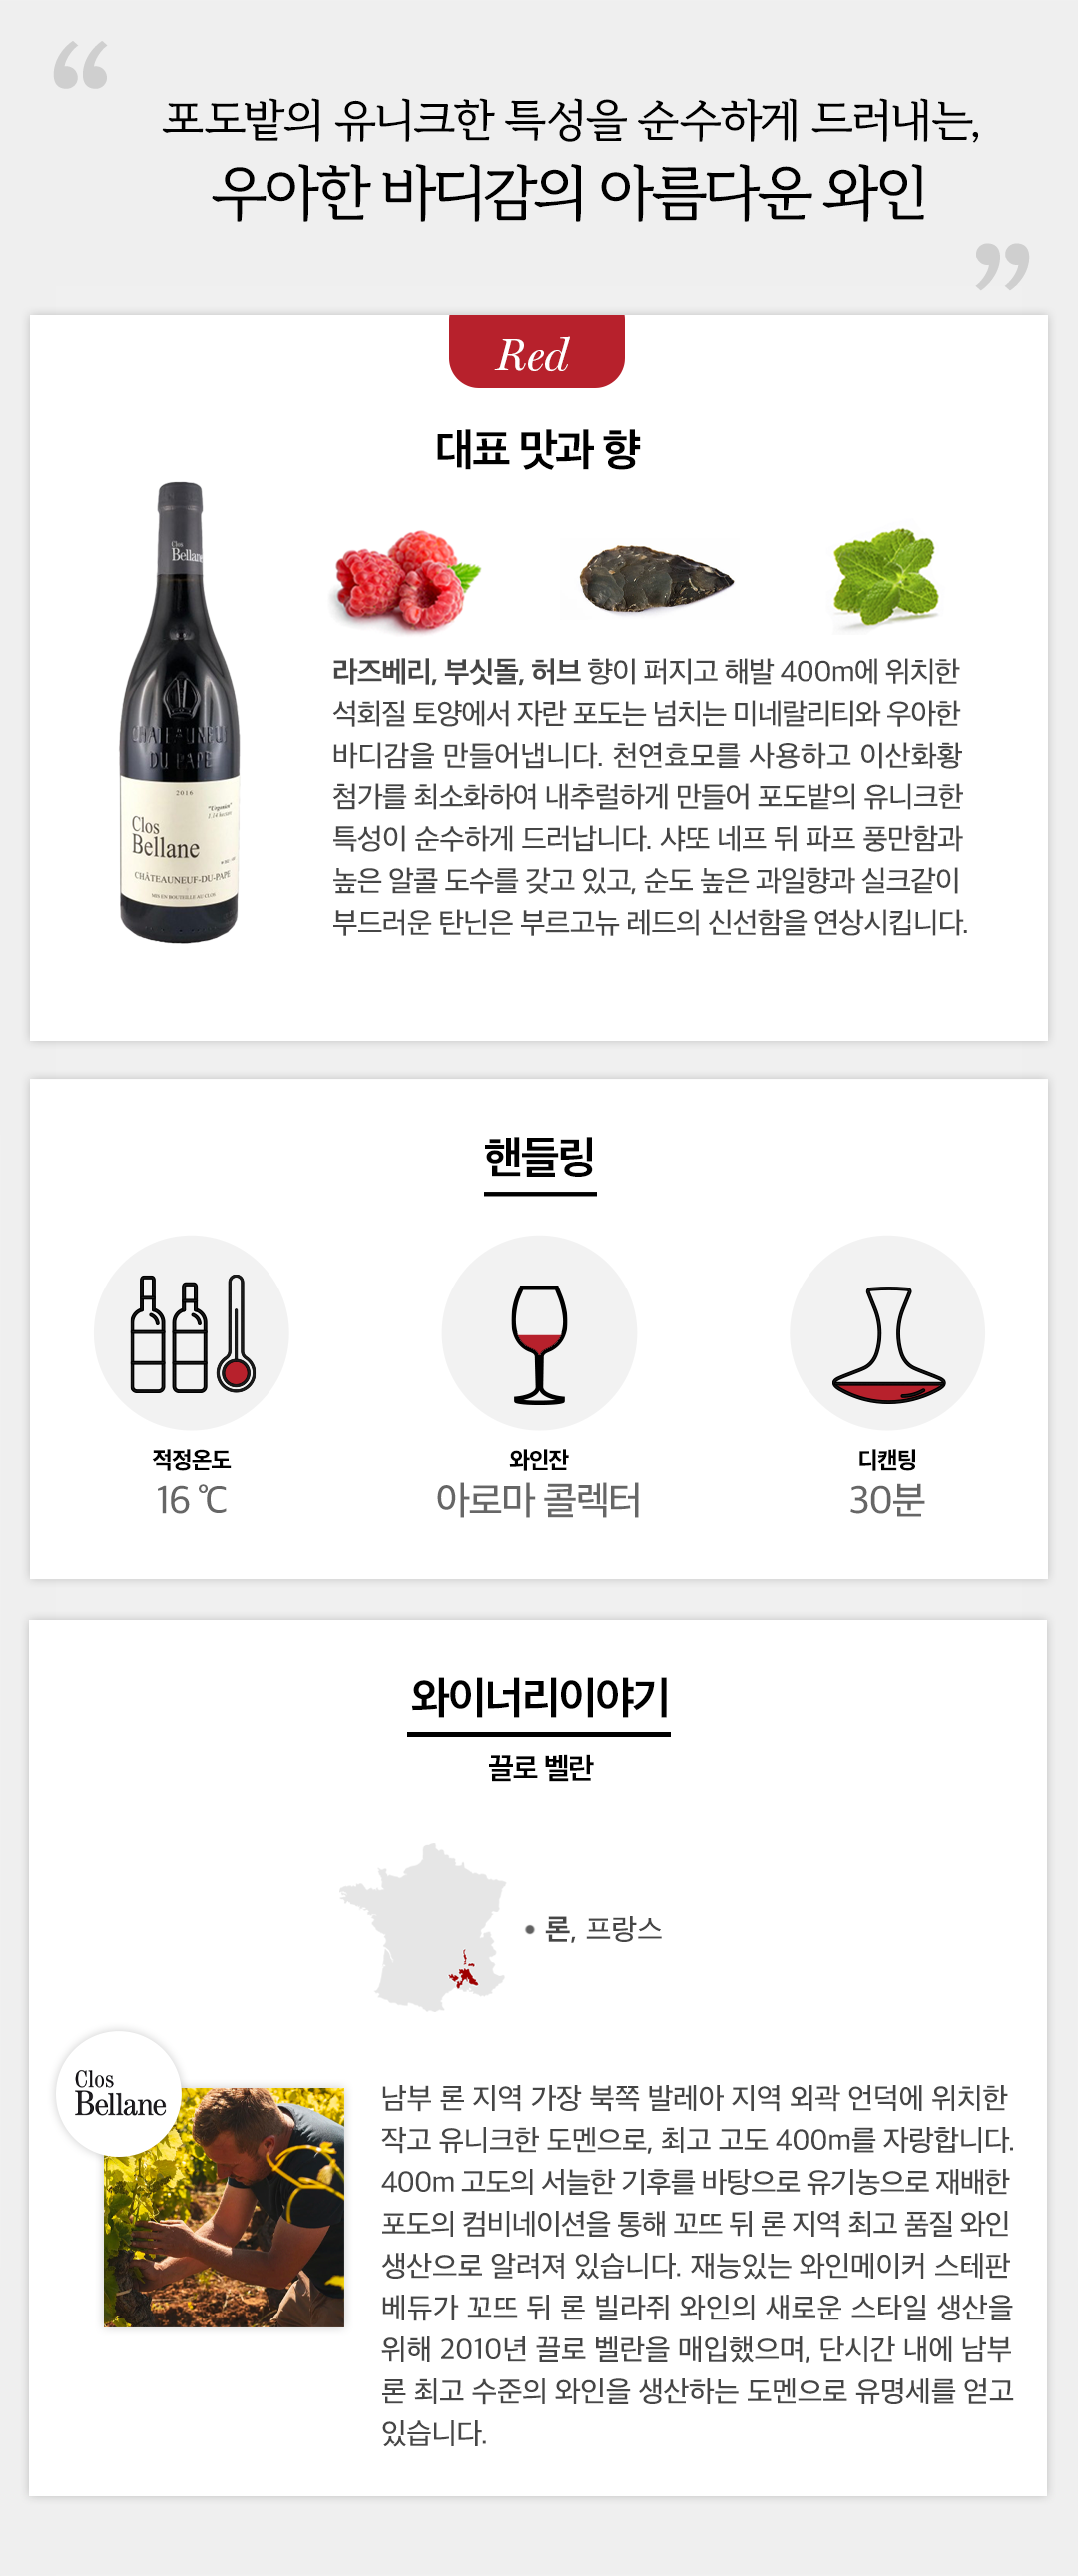 “
포도밭의 유니크한 특성을 순수하게 드러내는,
우아한 바디감의 아름다운 와인
”
Red
대표 맛과 향
Clos
Bellane
CHATEAUNEUF
DU PAPE
2016
Clos
Bellane
CHÂTEAUNEUF-DU-PAPE
MIS EN BOUTEILLE AU CLOS
라즈베리, 부싯돌, 허브 향이 퍼지고 해발 400m에 위치한
석회질 토양에서 자란 포도는 넘치는 미네랄리티와 우아한
바디감을 만들어냅니다. 천연효모를 사용하고 이산화황
첨가를 최소화하여 내추럴하게 만들어 포도밭의 유니크한
특성이 순수하게 드러납니다. 샤또 네프 뒤 파프 풍만함과
높은 알콜 도수를 갖고 있고, 순도 높은 과일향과 실크같이
부드러운 탄닌은 부르고뉴 레드의 신선함을 연상시킵니다.
핸들링
적정온도
16 ℃
와인잔
아로마 콜렉터
디캔팅
30분
와이너리이야기
끌로 벨란
• 론, 프랑스
Clos
Bellane
남부 론 지역 가장 북쪽 발레아 지역 외곽 언덕에 위치한
작고 유니크한 도멘으로, 최고 고도 400m를 자랑합니다.
400m 고도의 서늘한 기후를 바탕으로 유기농으로 재배한
포도의 컴비네이션을 통해 꼬뜨 뒤 론 지역 최고 품질 와인
생산으로 알려져 있습니다. 재능있는 와인메이커 스테판
베듀가 꼬뜨 뒤 론 빌라쥐 와인의 새로운 스타일 생산을
위해 2010년 끌로 벨란을 매입했으며, 단시간 내에 남부
론 최고 수준의 와인을 생산하는 도멘으로 유명세를 얻고
있습니다.